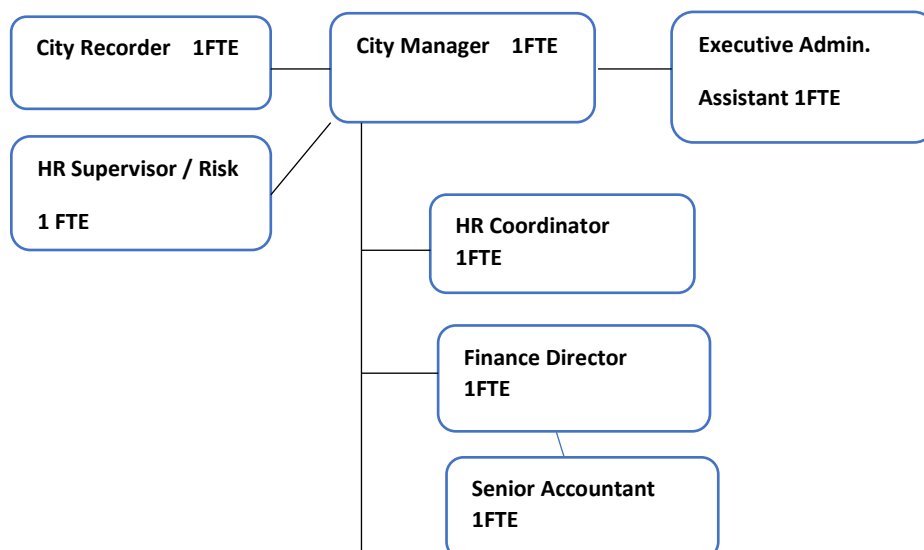 City Recorder 1FTE
City Manager 1FTE
Executive Admin.
Assistant 1FTE
HR Supervisor / Risk
1 FTE
HR Coordinator
1FTE
Finance Director
1FTE
Senior Accountant
1FTE